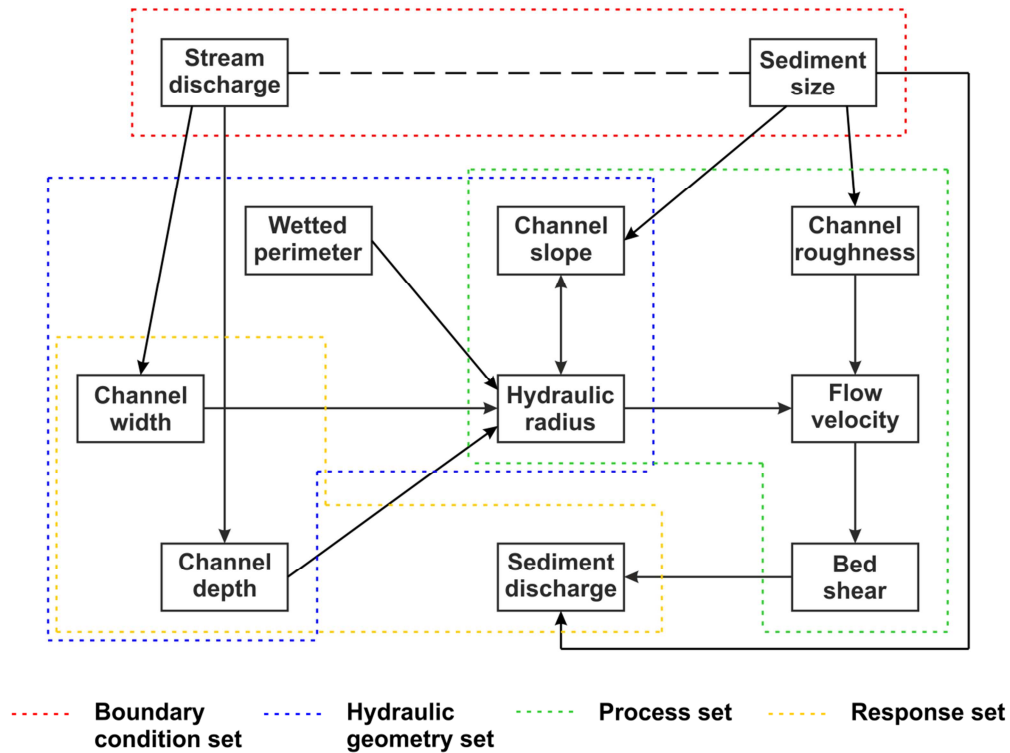 Stream
discharge
Sediment
size
Wetted
perimeter
Channel
slope
Channel
roughness
Channel
width
Hydraulic
radius
Flow
velocity
Channel
depth
Sediment
discharge
Bed
shear
Boundary
condition set
Hydraulic
geometry set
Process set
Response set